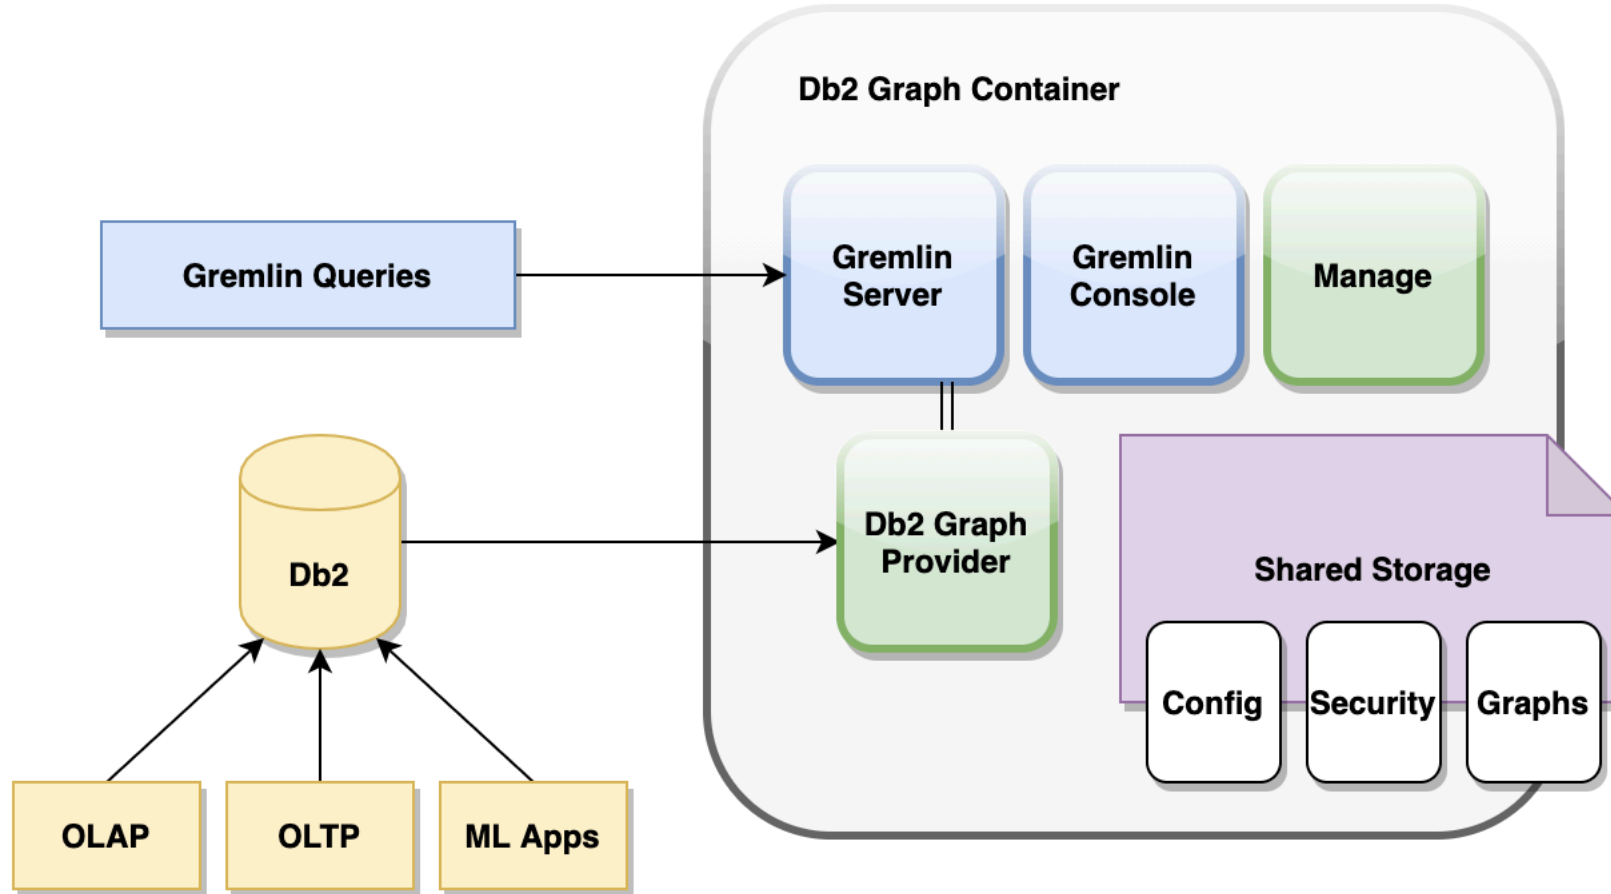 Db2 Graph Container
Gremlin Queries
Gremlin
Server
Gremlin
Console
Manage
Db2
Db2 Graph
Provider
Shared Storage
Config
Security
Graphs
OLAP
OLTP
ML Apps